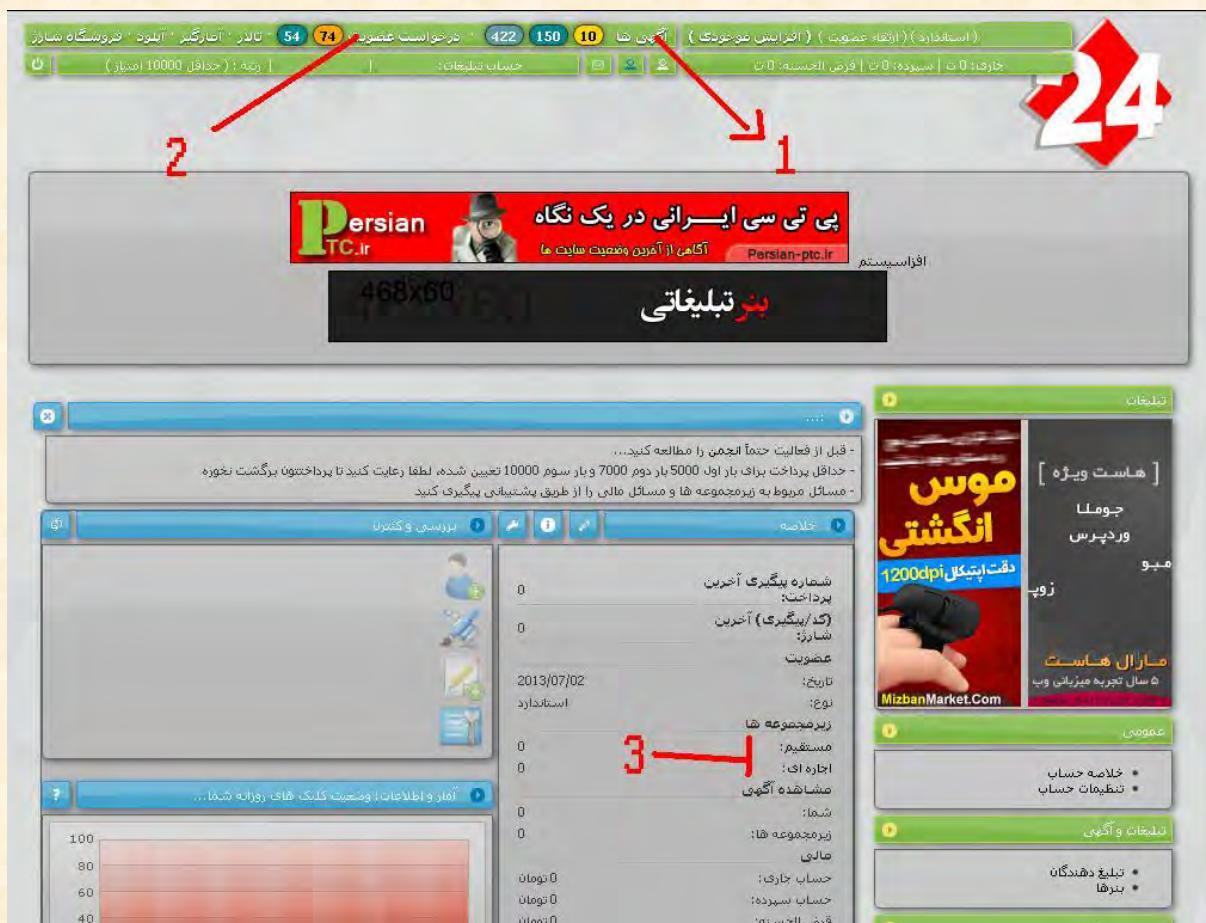 ( استاندارد ) ( ارتقاء عضویت ) ( افزایش موجودی )
آگهی ها 10 150 422 · درخواست عضویت 74 54 · تالار · آمارگیر · آپلود · فروشگاه شارژ
جاری: 0 ت | سپرده: 0 ت | قرض الحسنه: 0 ت
حساب تبلیغات: | | رتبه : ( حداقل 10000 امتیاز )
24
1
2
Persian
PTC.ir
پی تی سی ایـــرانی در یک نگاه
آگاهی از آخرین وضعیت سایت ها
Persian-ptc.ir
افزاسیستم
468x60
بنر تبلیغاتی
تبلیغات
[ هاست ویژه ]
جوملا
وردپرس
مبو
زوپ
مـارال هـاسـت
۵ سال تجربه میزبانی وب
موس
انگشتی
دقت اپتیکال 1200dpi
MizbanMarket.Com
....:
- قبل از فعالیت حتماً انجمن را مطالعه کنید...
- حداقل پرداخت برای بار اول 5000 بار دوم 7000 و بار سوم 10000 تعیین شده، لطفا رعایت کنید تا پرداختتون برگشت نخوره
- مسائل مربوط به زیرمجموعه ها و مسائل مالی را از طریق پشتیبانی پیگیری کنید
خلاصه
شماره پیگیری آخرین پرداخت: 0
(کد/پیگیری) آخرین شارژ: 0
عضویت
تاریخ: 2013/07/02
نوع: استاندارد
زیرمجموعه ها
مستقیم: 0
اجاره ای: 0
3
مشاهده آگهی
شما: 0
زیرمجموعه ها: 0
مالی
حساب جاری: 0 تومان
حساب سپرده: 0 تومان
قرض الحسنه: 0 تومان
بررسی و کنترل
آمار و اطلاعات: وضعیت کلیک های روزانه شما...
100
80
60
40
عمومی
خلاصه حساب
تنظیمات حساب
تبلیغات و آگهی
تبلیغ دهندگان
بنرها